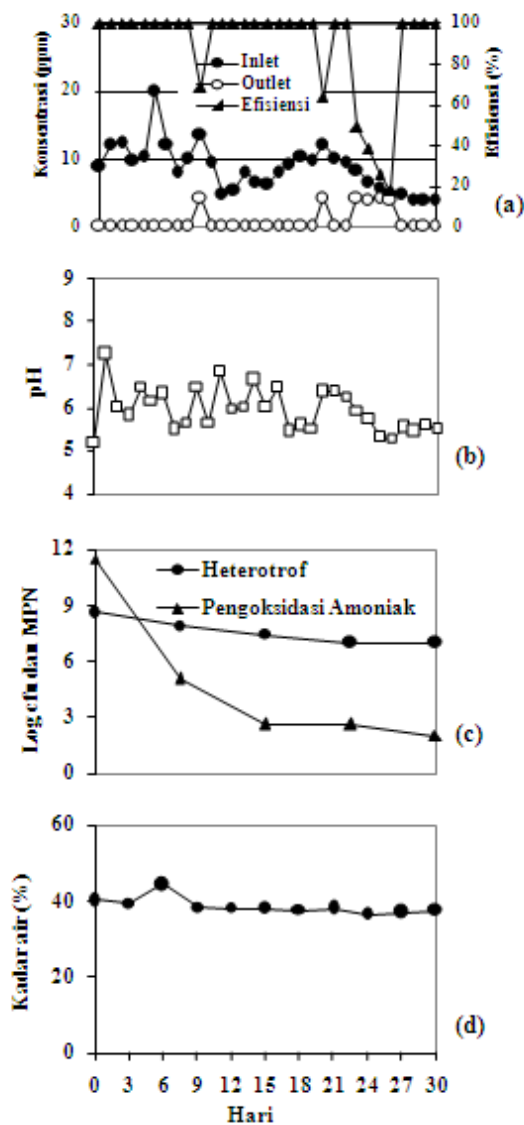 Konsentrasi (ppm)
30
20
10
0
Inlet
Outlet
Efisiensi
100
80
60
40
20
0
Efisiensi (%)
(a)
pH
9
8
7
6
5
4
(b)
Log cfu dan MPN
12
9
6
3
0
Heterotrof
Pengoksidasi Amoniak
(c)
Kadar air (%)
60
40
20
0
(d)
0 3 6 9 12 15 18 21 24 27 30
Hari